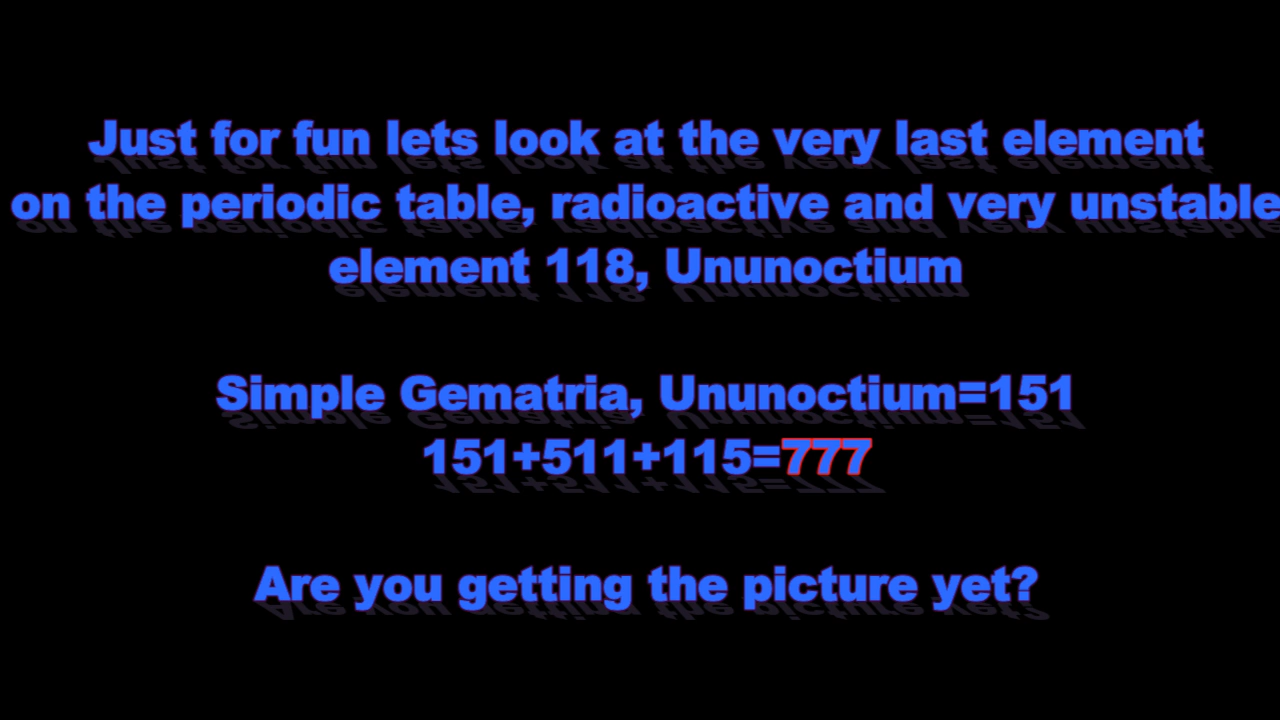 Just for fun lets look at the very last element
on the periodic table, radioactive and very unstable
element 118, Ununoctium
Simple Gematria, Ununoctium=151
151+511+115=777
Are you getting the picture yet?